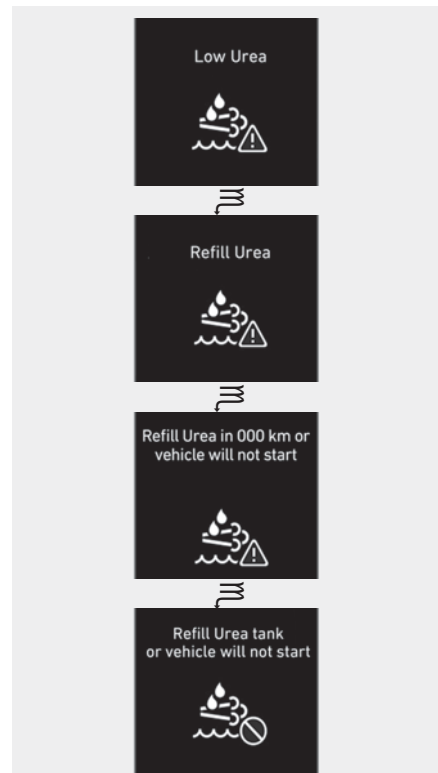 Low Urea
Refill Urea
Refill Urea in 000 km or
vehicle will not start
Refill Urea tank
or vehicle will not start